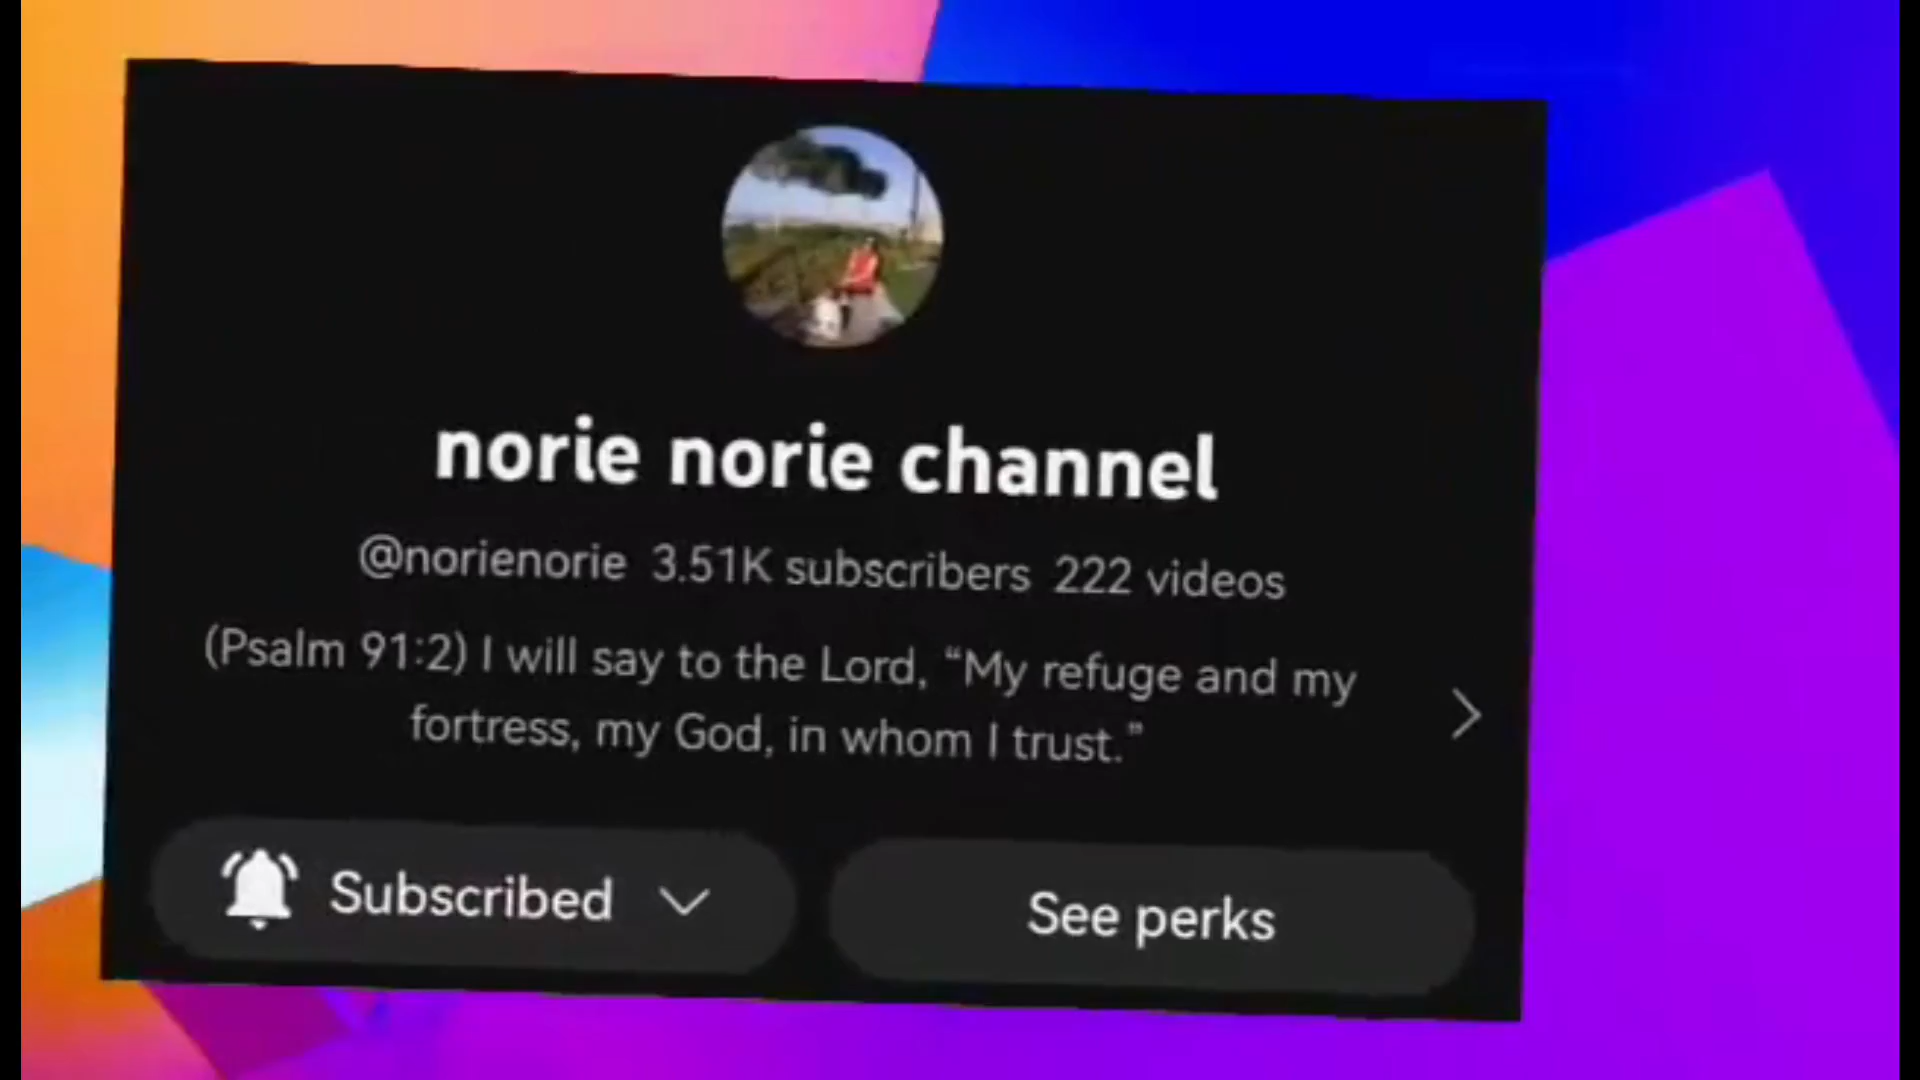 norie norie channel
@norienorie 3.51K subscribers 222 videos
(Psalm 91:2) I will say to the Lord, “My refuge and my
fortress, my God, in whom I trust.”
Subscribed
See perks